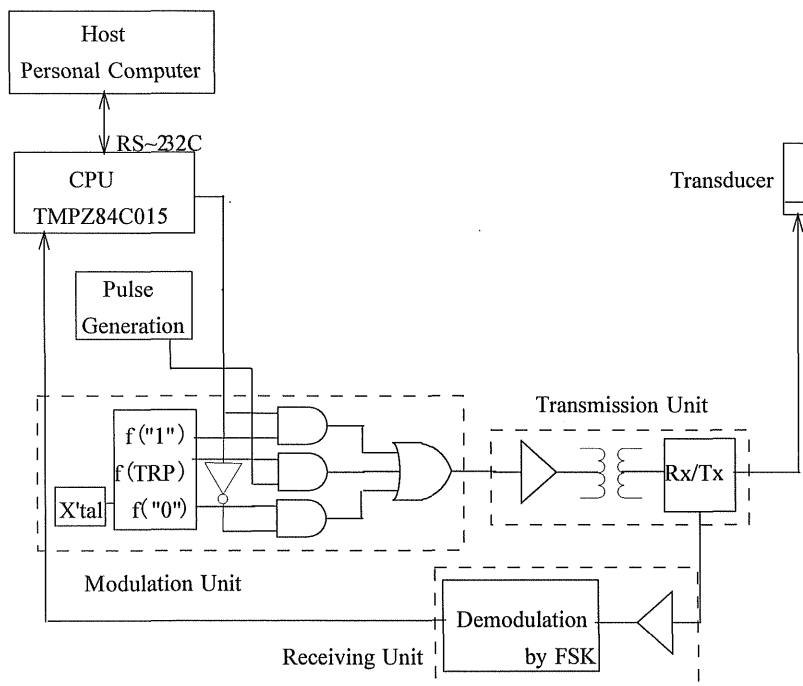 Host
Personal Computer
RS~232C
CPU
TMPZ84C015
Transducer
Pulse
Generation
Transmission Unit
f("1")
f(TRP)
f("0")
X'tal
Rx/Tx
Modulation Unit
Demodulation
by FSK
Receiving Unit